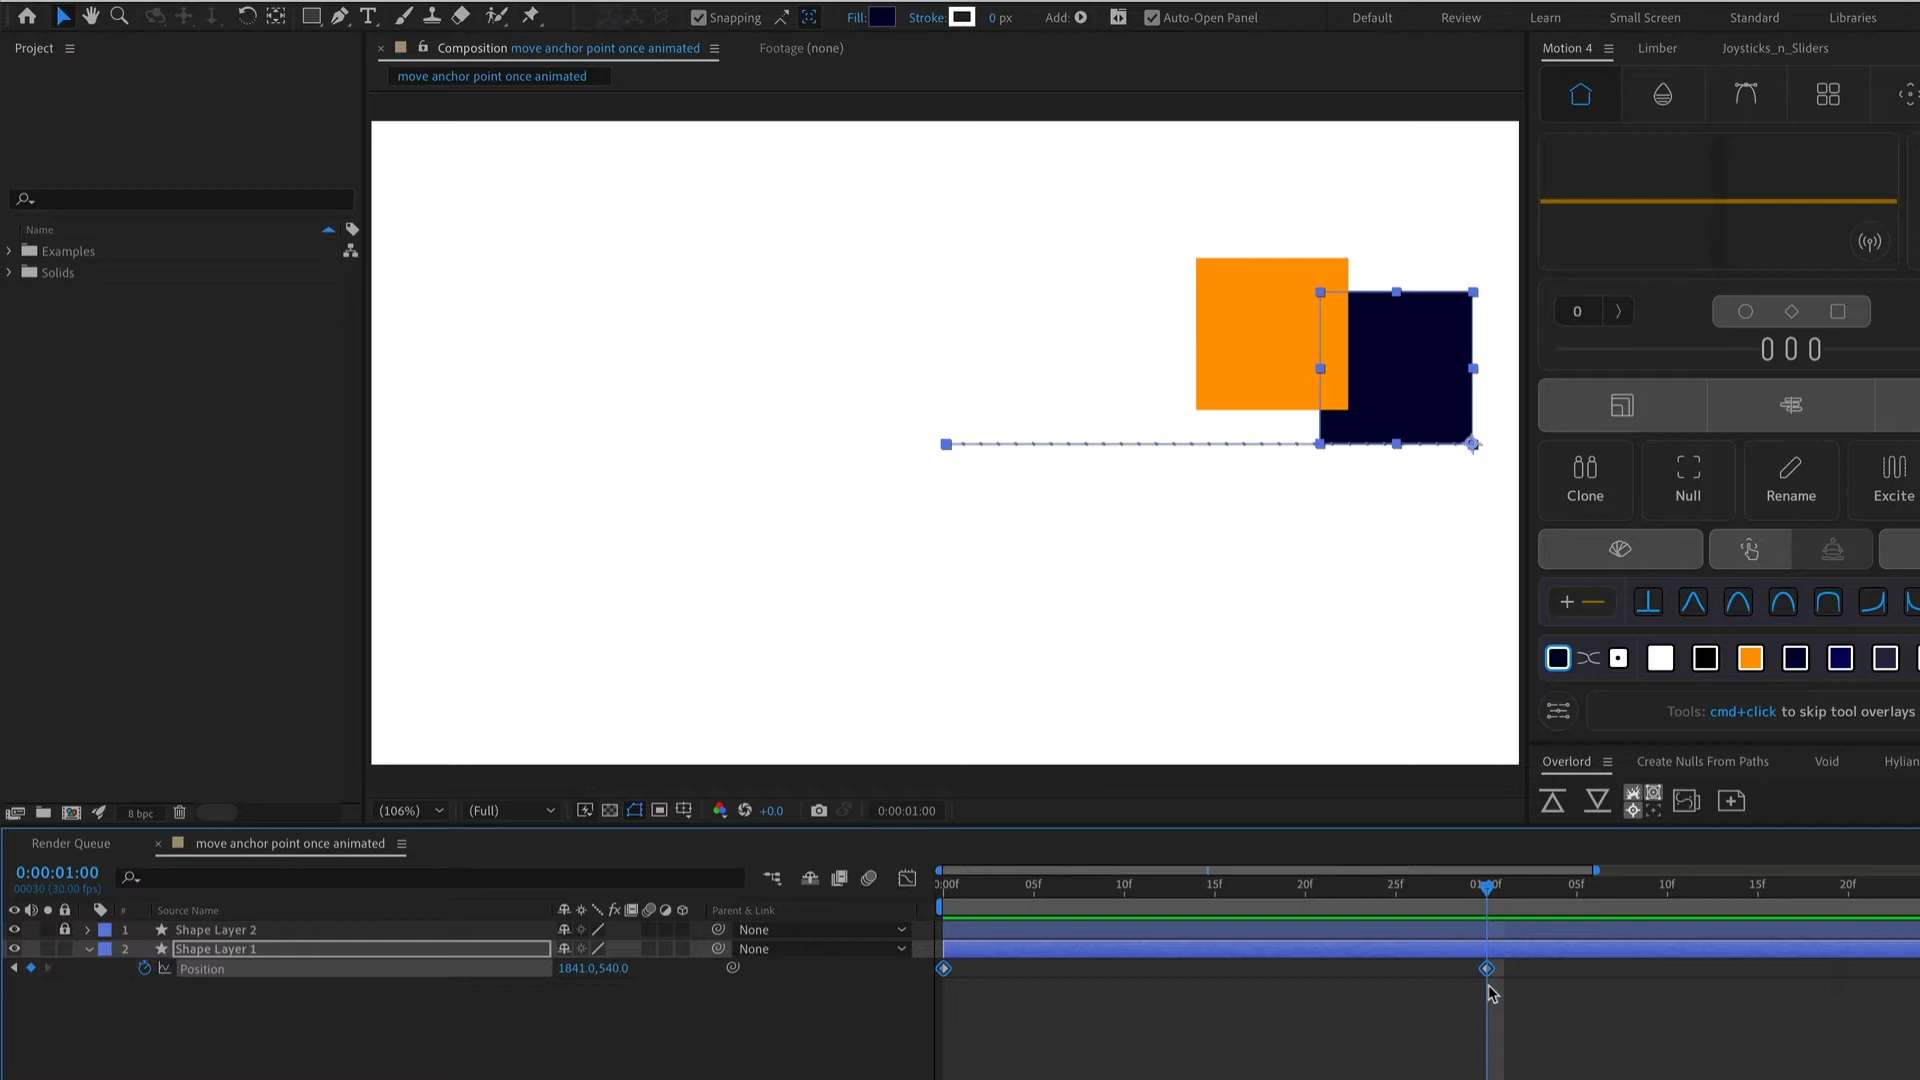 Snapping
Fill:
Stroke:
0 px
Add:
Auto-Open Panel
Default
Review
Learn
Small Screen
Standard
Libraries
Project
Composition move anchor point once animated
Footage (none)
move anchor point once animated
Motion 4
Limber
Joysticks_n_Sliders
Name
Examples
Solids
0
Clone
Null
Rename
Excite
Tools: cmd+click to skip tool overlays
Overlord
Create Nulls From Paths
Void
Hylian
8 bpc
(106%)
(Full)
+0.0
0:00:01:00
Render Queue
move anchor point once animated
0:00:01:00
00030 (30.00 fps)
0:00f
05f
10f
15f
20f
25f
05f
10f
15f
20f
#
Source Name
Parent & Link
1
Shape Layer 2
None
2
Shape Layer 1
None
Position
1841.0,540.0